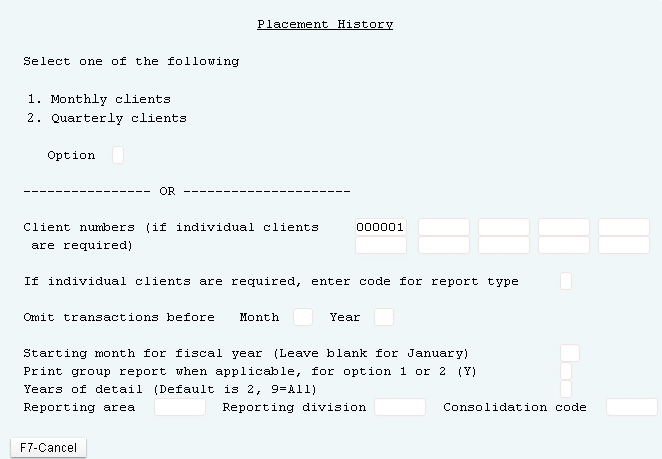 Placement History
Select one of the following
1. Monthly clients
2. Quarterly clients
Option
---------------- OR ---------------------
Client numbers (if individual clients 000001
are required)
If individual clients are required, enter code for report type
Omit transactions before Month Year
Starting month for fiscal year (Leave blank for January)
Print group report when applicable, for option 1 or 2 (Y)
Years of detail (Default is 2, 9=All)
Reporting area Reporting division Consolidation code
F7-Cancel